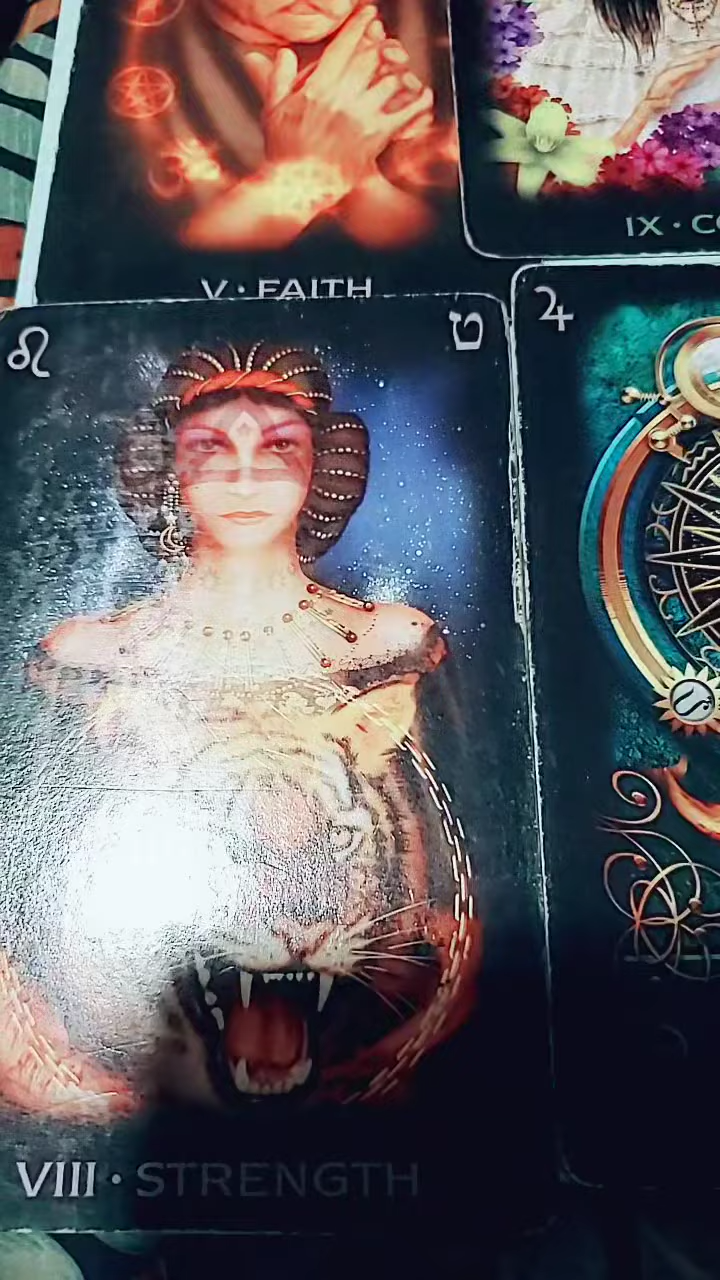 V · FAITH
IX · C
♌ ט
♃
VIII · STRENGTH